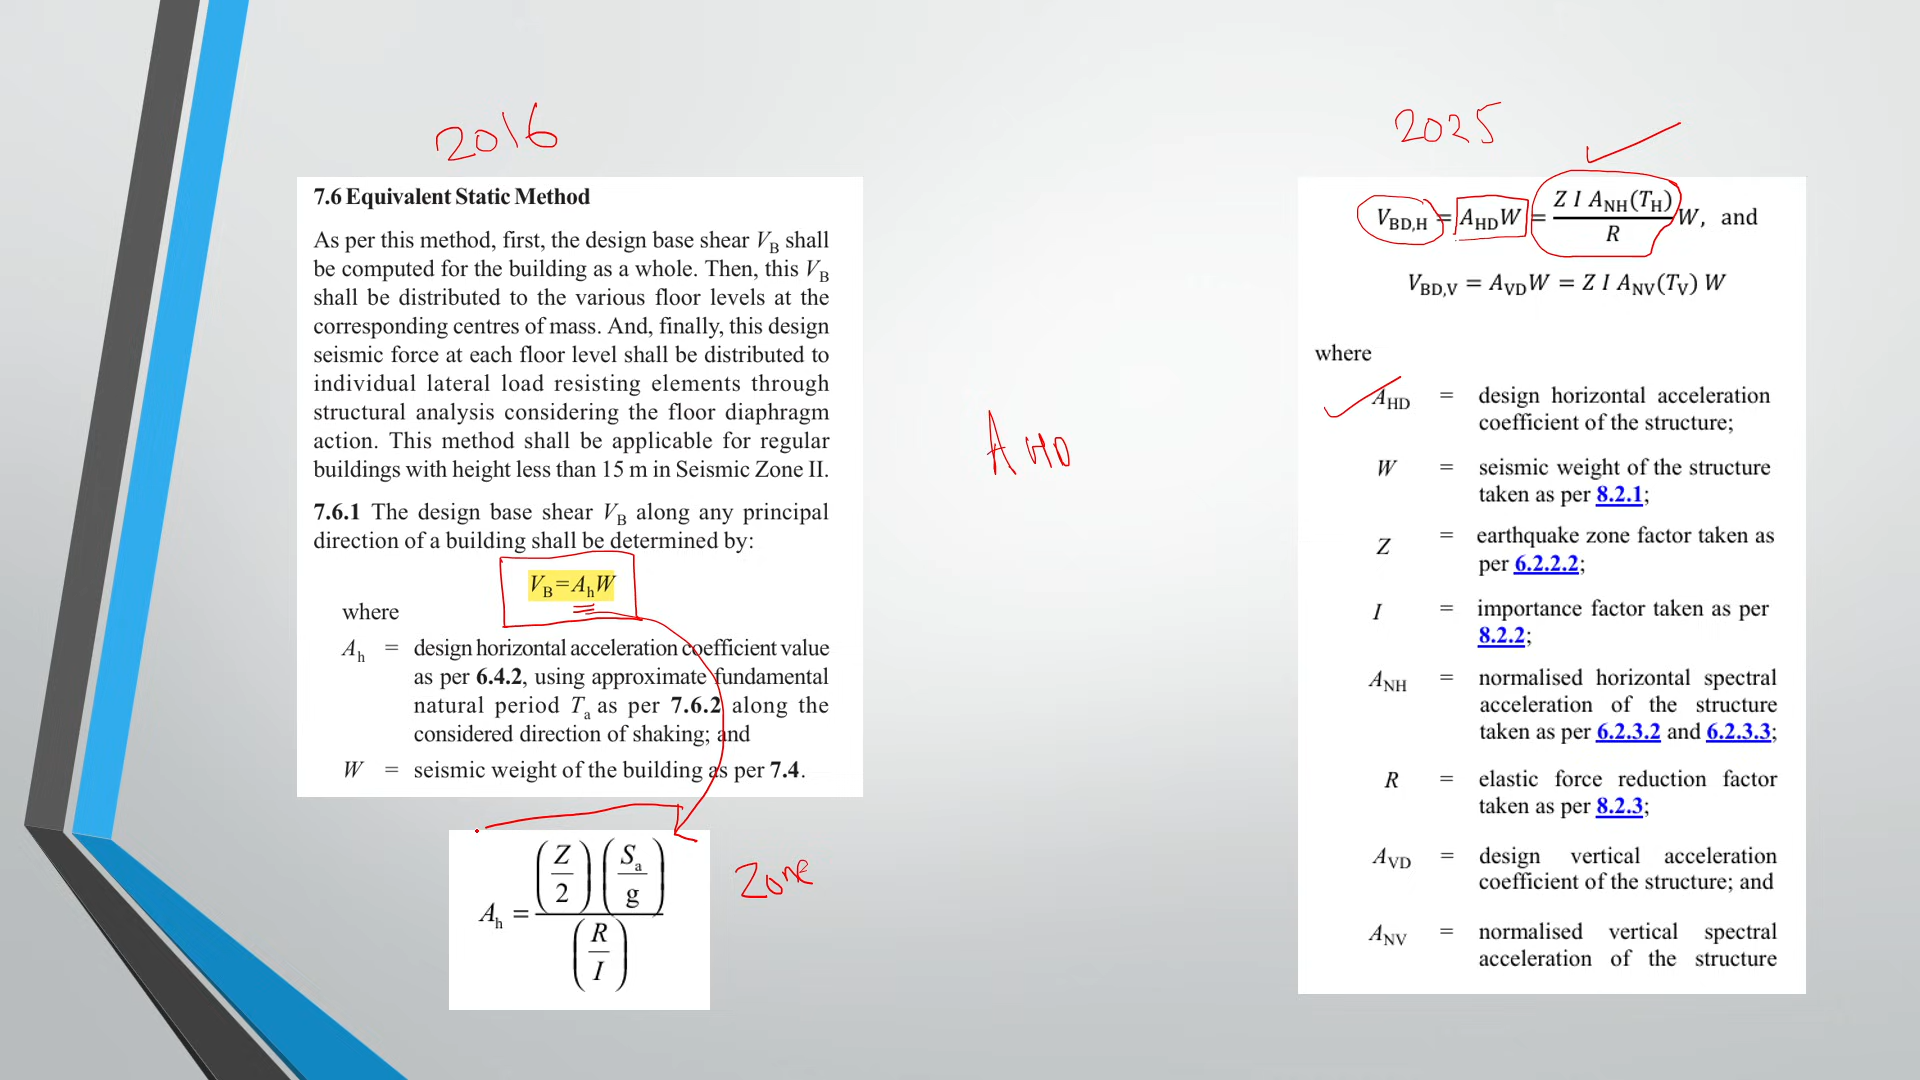 2016
7.6 Equivalent Static Method
As per this method, first, the design base shear V_B shall
be computed for the building as a whole. Then, this V_B
shall be distributed to the various floor levels at the
corresponding centres of mass. And, finally, this design
seismic force at each floor level shall be distributed to
individual lateral load resisting elements through
structural analysis considering the floor diaphragm
action. This method shall be applicable for regular
buildings with height less than 15 m in Seismic Zone II.
7.6.1 The design base shear V_B along any principal
direction of a building shall be determined by:
V_B=A_hW
where
A_h = design horizontal acceleration coefficient value
as per 6.4.2, using approximate fundamental
natural period T_a as per 7.6.2 along the
considered direction of shaking; and
W = seismic weight of the building as per 7.4.
A_h = (Z/2)(S_a/g)/(R/I)
Zone
A_HD
2025
V_BD,H = A_HD W = Z I A_NH(T_H)/R W, and
V_BD,V = A_VD W = Z I A_NV(T_V) W
where
A_HD = design horizontal acceleration
coefficient of the structure;
W = seismic weight of the structure
taken as per 8.2.1;
Z = earthquake zone factor taken as
per 6.2.2.2;
I = importance factor taken as per
8.2.2;
A_NH = normalised horizontal spectral
acceleration of the structure
taken as per 6.2.3.2 and 6.2.3.3;
R = elastic force reduction factor
taken as per 8.2.3;
A_VD = design vertical acceleration
coefficient of the structure; and
A_NV = normalised vertical spectral
acceleration of the structure